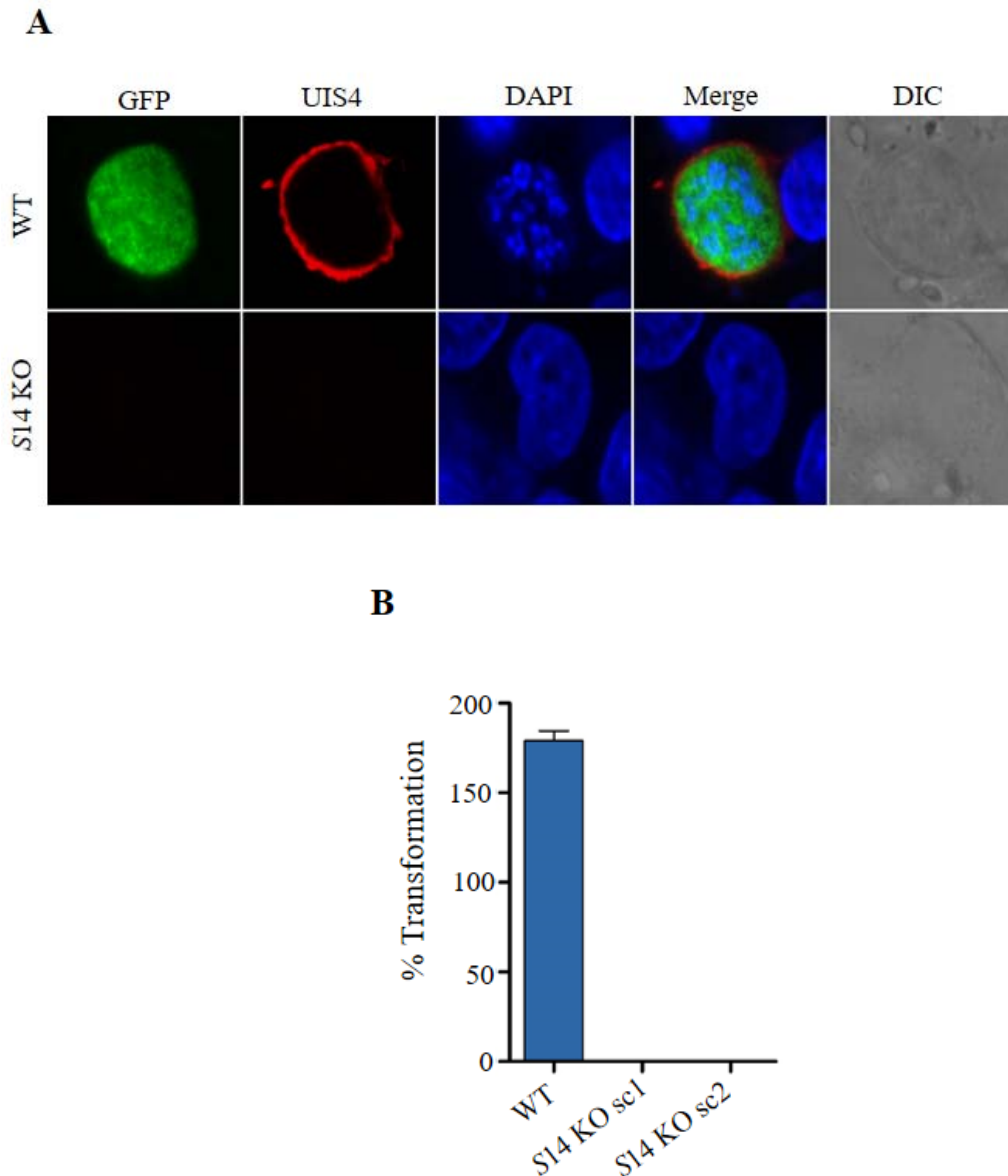 A
GFP UIS4 DAPI Merge DIC
WT
S14 KO
B
% Transformation
200
150
100
50
0
WT
S14 KO sc1
S14 KO sc2